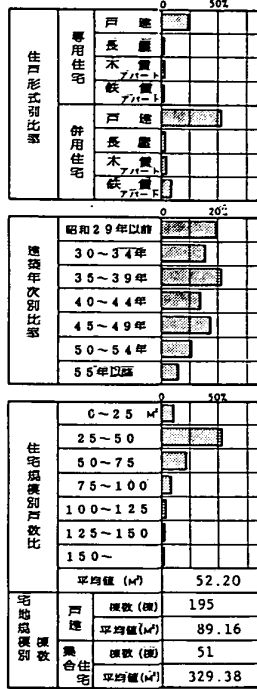 0 50%
住戸形式別比率
専用住宅
戸建
長屋
木賃アパート
鉄賃アパート
併用住宅
戸建
長屋
木賃アパート
鉄賃アパート
0 20%
建築年次別比率
昭和29年以前
30〜34年
35〜39年
40〜44年
45〜49年
50〜54年
55年以降
0 50%
住宅規模別戸数比
0〜25 M²
25〜50
50〜75
75〜100
100〜125
125〜150
150〜
平均値(M²) 52.20
宅地規模別棟数
戸建
棟数(棟) 195
平均値(M²) 89.16
集合住宅
棟数(棟) 51
平均値(M²) 329.38